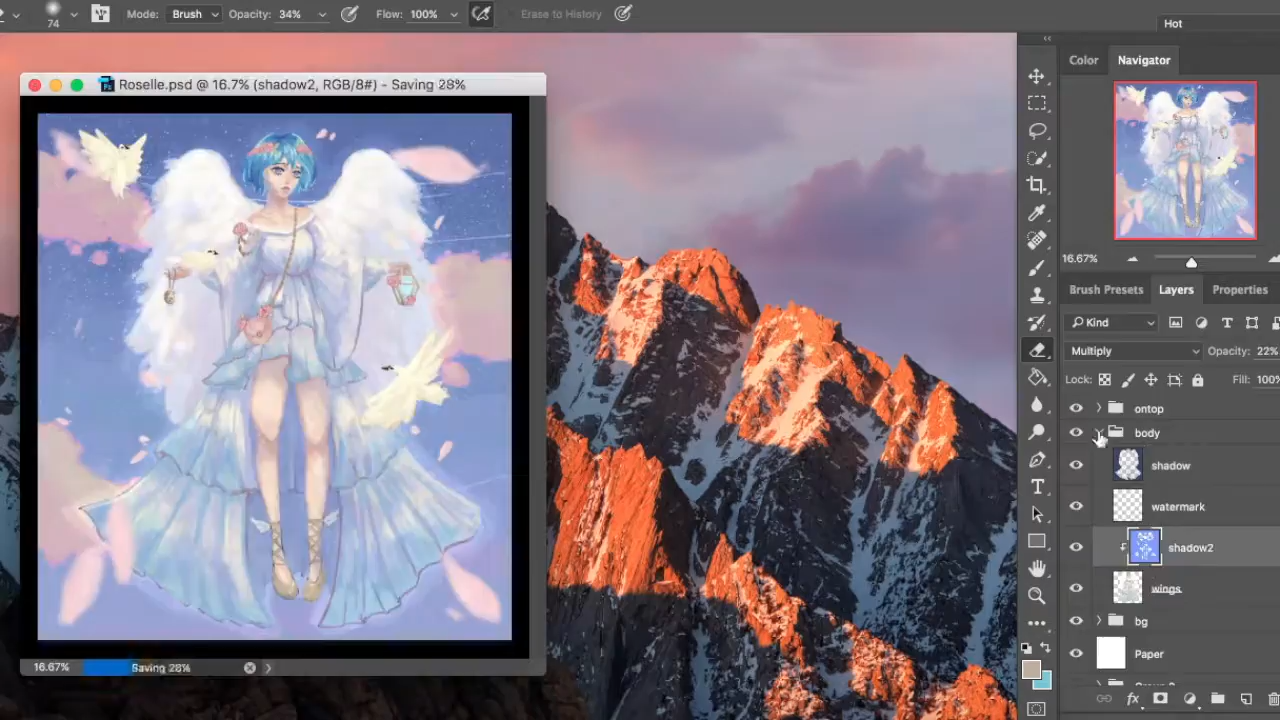 74
Mode: Brush
Opacity: 34%
Flow: 100%
Erase to History
Hot
Roselle.psd @ 16.7% (shadow2, RGB/8#) - Saving 28%
Color
Navigator
16.67%
Brush Presets
Layers
Properties
Kind
Multiply
Opacity: 22%
Lock:
Fill: 100%
ontop
body
shadow
watermark
shadow2
wings
bg
Paper
16.67%
Saving 28%